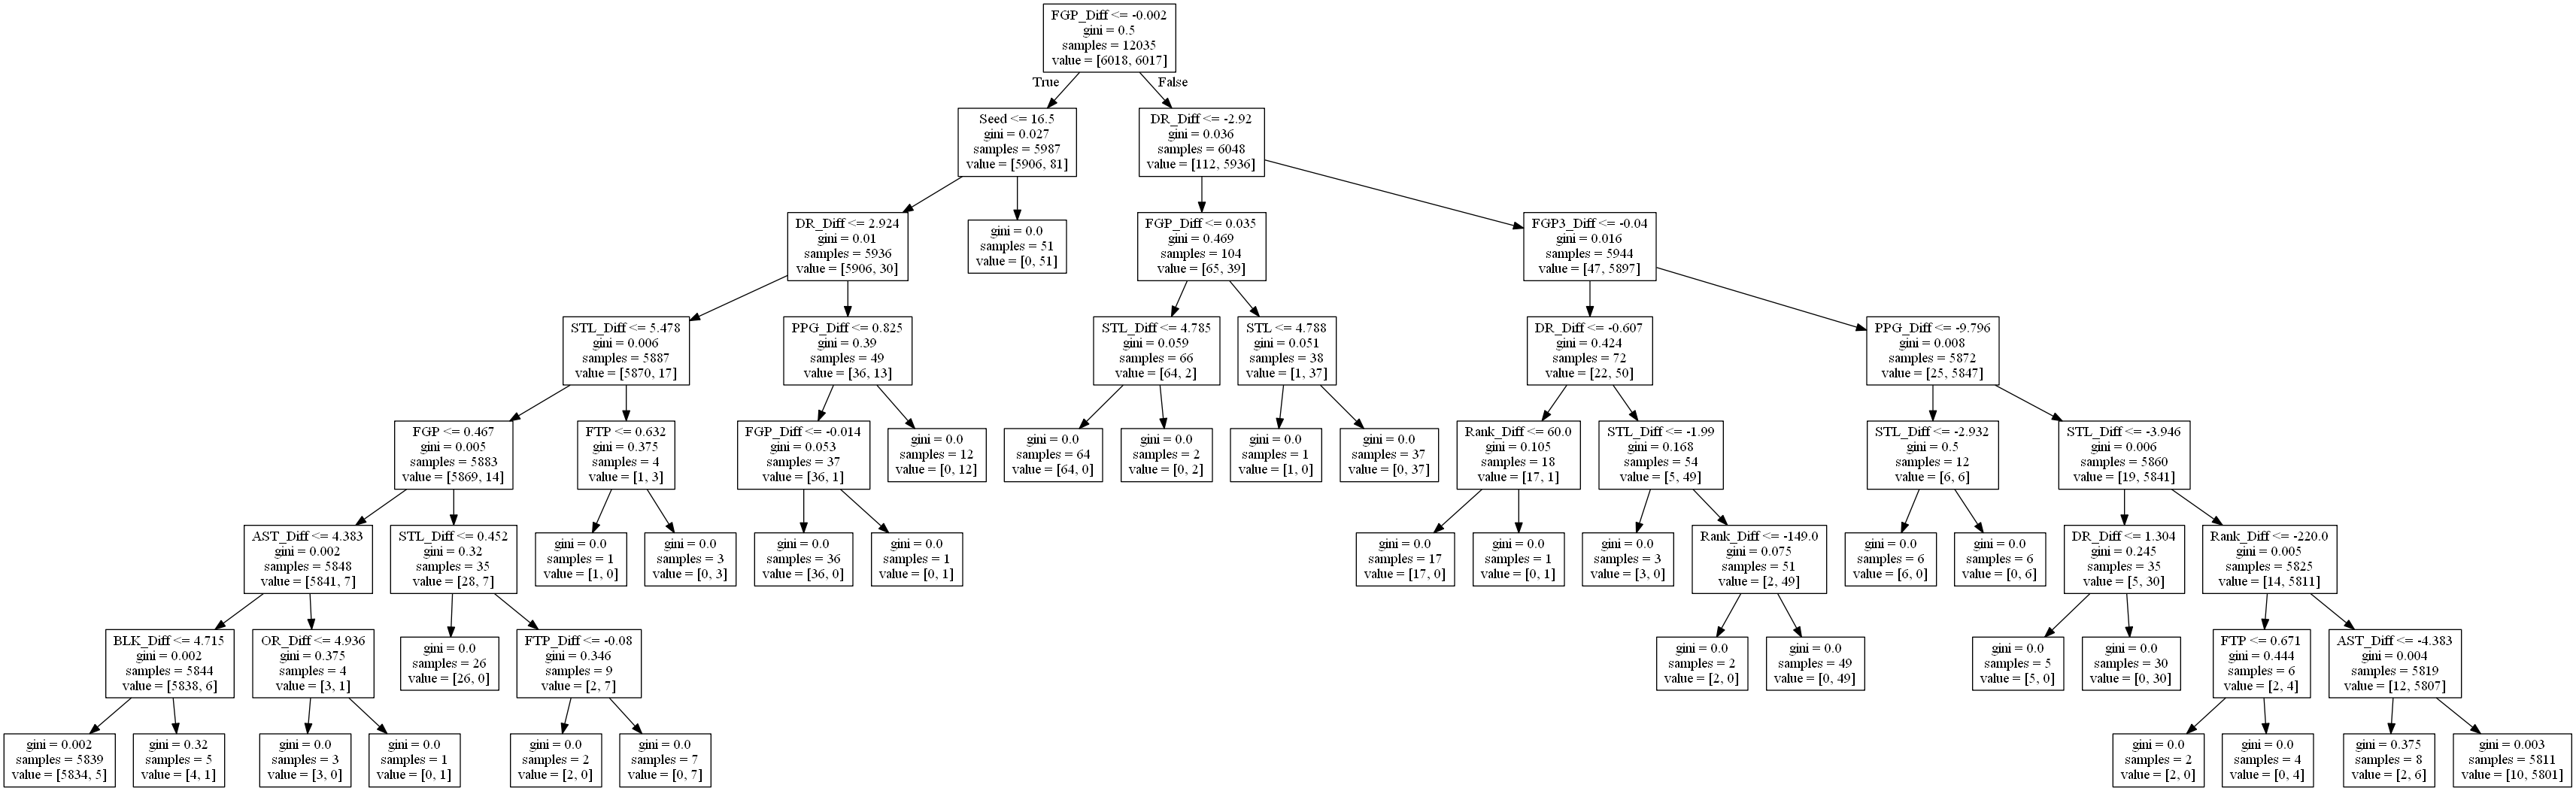 FGP_Diff <= -0.002
gini = 0.5
samples = 12035
value = [6018, 6017]
True
False
Seed <= 16.5
gini = 0.027
samples = 5987
value = [5906, 81]
DR_Diff <= -2.92
gini = 0.036
samples = 6048
value = [112, 5936]
DR_Diff <= 2.924
gini = 0.01
samples = 5936
value = [5906, 30]
gini = 0.0
samples = 51
value = [0, 51]
FGP_Diff <= 0.035
gini = 0.469
samples = 104
value = [65, 39]
FGP3_Diff <= -0.04
gini = 0.016
samples = 5944
value = [47, 5897]
STL_Diff <= 5.478
gini = 0.006
samples = 5887
value = [5870, 17]
PPG_Diff <= 0.825
gini = 0.39
samples = 49
value = [36, 13]
STL_Diff <= 4.785
gini = 0.059
samples = 66
value = [64, 2]
STL <= 4.788
gini = 0.051
samples = 38
value = [1, 37]
DR_Diff <= -0.607
gini = 0.424
samples = 72
value = [22, 50]
PPG_Diff <= -9.796
gini = 0.008
samples = 5872
value = [25, 5847]
FGP <= 0.467
gini = 0.005
samples = 5883
value = [5869, 14]
FTP <= 0.632
gini = 0.375
samples = 4
value = [1, 3]
FGP_Diff <= -0.014
gini = 0.053
samples = 37
value = [36, 1]
gini = 0.0
samples = 12
value = [0, 12]
gini = 0.0
samples = 64
value = [64, 0]
gini = 0.0
samples = 2
value = [0, 2]
gini = 0.0
samples = 1
value = [1, 0]
gini = 0.0
samples = 37
value = [0, 37]
Rank_Diff <= 60.0
gini = 0.105
samples = 18
value = [17, 1]
STL_Diff <= -1.99
gini = 0.168
samples = 54
value = [5, 49]
STL_Diff <= -2.932
gini = 0.5
samples = 12
value = [6, 6]
STL_Diff <= -3.946
gini = 0.006
samples = 5860
value = [19, 5841]
AST_Diff <= 4.383
gini = 0.002
samples = 5848
value = [5841, 7]
STL_Diff <= 0.452
gini = 0.32
samples = 35
value = [28, 7]
gini = 0.0
samples = 1
value = [1, 0]
gini = 0.0
samples = 3
value = [0, 3]
gini = 0.0
samples = 36
value = [36, 0]
gini = 0.0
samples = 1
value = [0, 1]
gini = 0.0
samples = 17
value = [17, 0]
gini = 0.0
samples = 1
value = [0, 1]
gini = 0.0
samples = 3
value = [3, 0]
Rank_Diff <= -149.0
gini = 0.075
samples = 51
value = [2, 49]
gini = 0.0
samples = 6
value = [6, 0]
gini = 0.0
samples = 6
value = [0, 6]
DR_Diff <= 1.304
gini = 0.245
samples = 35
value = [5, 30]
Rank_Diff <= -220.0
gini = 0.005
samples = 5825
value = [14, 5811]
BLK_Diff <= 4.715
gini = 0.002
samples = 5844
value = [5838, 6]
OR_Diff <= 4.936
gini = 0.375
samples = 4
value = [3, 1]
gini = 0.0
samples = 26
value = [26, 0]
FTP_Diff <= -0.08
gini = 0.346
samples = 9
value = [2, 7]
gini = 0.0
samples = 2
value = [2, 0]
gini = 0.0
samples = 49
value = [0, 49]
gini = 0.0
samples = 5
value = [5, 0]
gini = 0.0
samples = 30
value = [0, 30]
FTP <= 0.671
gini = 0.444
samples = 6
value = [2, 4]
AST_Diff <= -4.383
gini = 0.004
samples = 5819
value = [12, 5807]
gini = 0.002
samples = 5839
value = [5834, 5]
gini = 0.32
samples = 5
value = [4, 1]
gini = 0.0
samples = 3
value = [3, 0]
gini = 0.0
samples = 1
value = [0, 1]
gini = 0.0
samples = 2
value = [2, 0]
gini = 0.0
samples = 7
value = [0, 7]
gini = 0.0
samples = 2
value = [2, 0]
gini = 0.0
samples = 4
value = [0, 4]
gini = 0.375
samples = 8
value = [2, 6]
gini = 0.003
samples = 5811
value = [10, 5801]